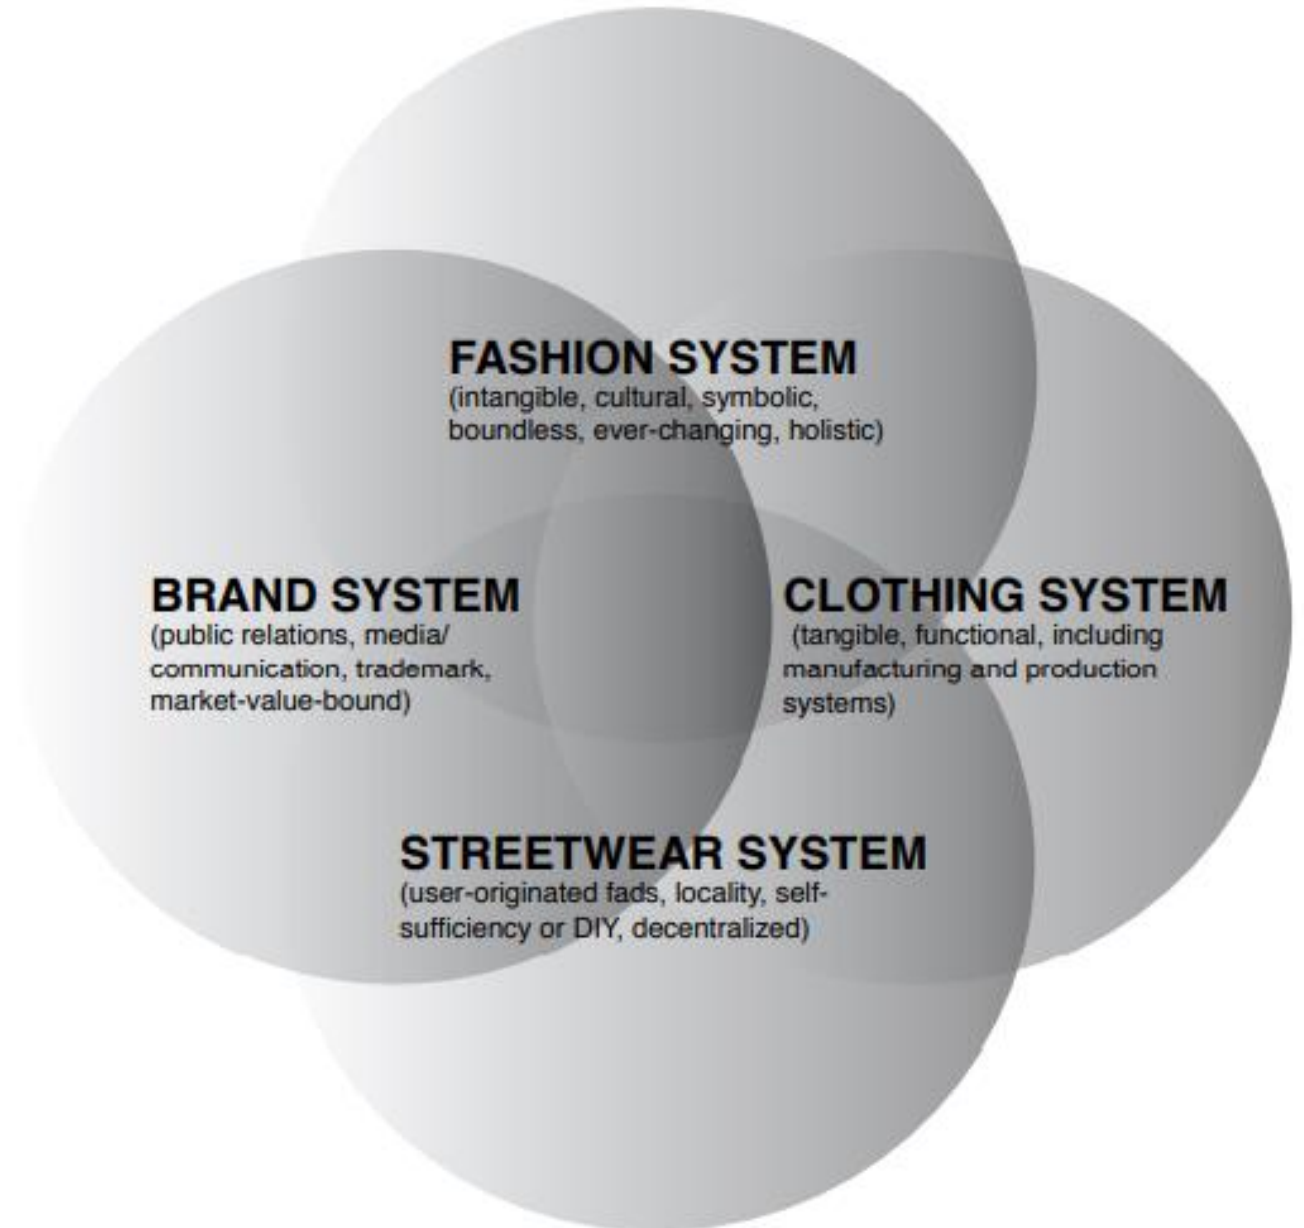 FASHION SYSTEM
(intangible, cultural, symbolic,
boundless, ever-changing, holistic)
BRAND SYSTEM
(public relations, media/
communication, trademark,
market-value-bound)
CLOTHING SYSTEM
(tangible, functional, including
manufacturing and production
systems)
STREETWEAR SYSTEM
(user-originated fads, locality, self-
sufficiency or DIY, decentralized)